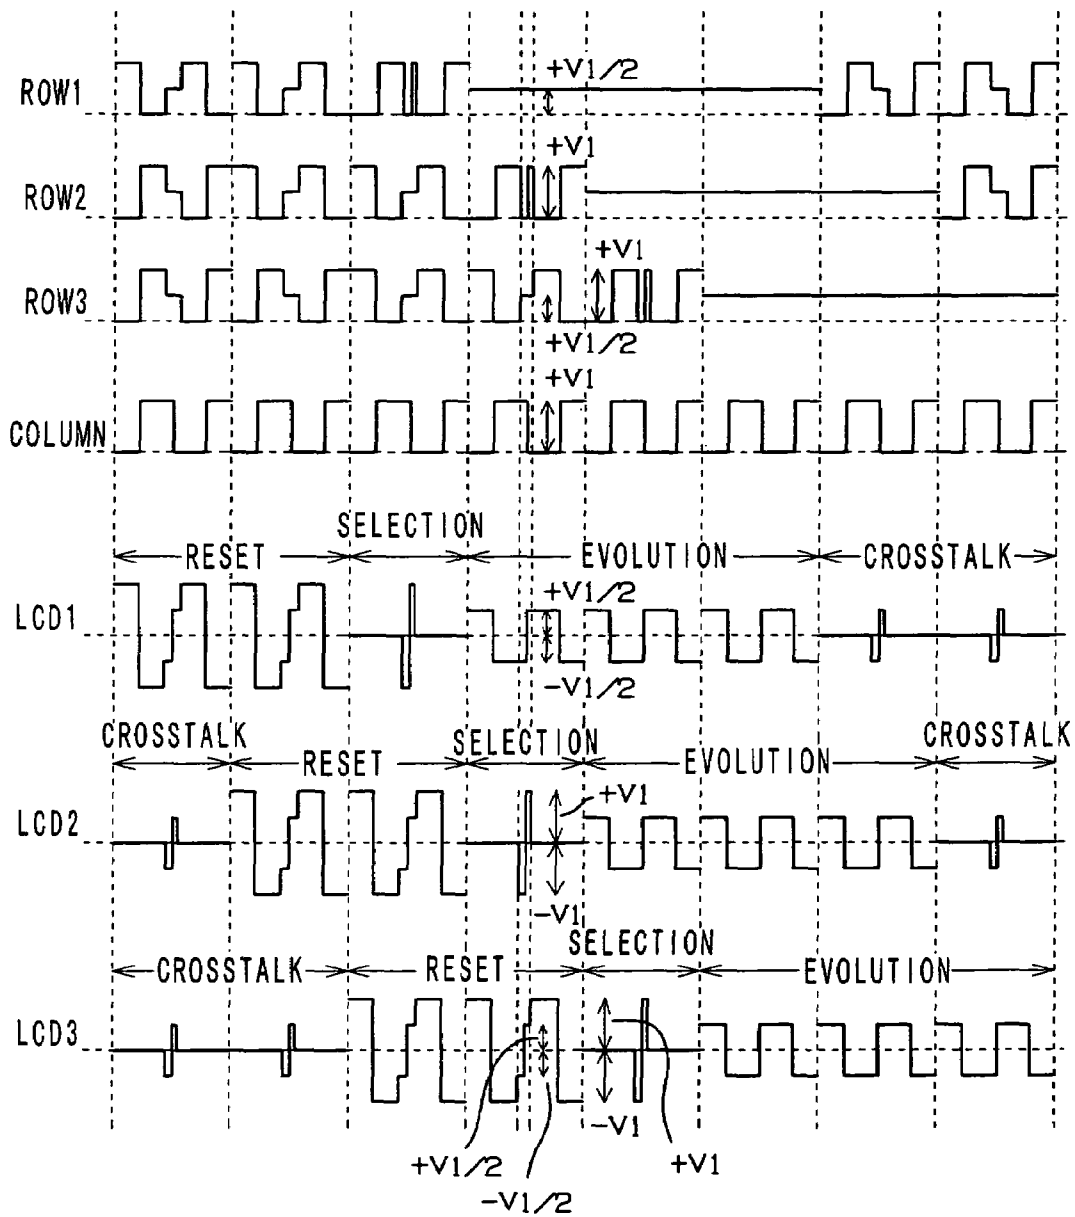 ROW1
+V1/2
ROW2
+V1
ROW3
+V1
+V1/2
COLUMN
+V1
SELECTION
RESET
EVOLUTION
CROSSTALK
LCD1
+V1/2
-V1/2
CROSSTALK
RESET
SELECTION
EVOLUTION
CROSSTALK
LCD2
+V1
-V1
SELECTION
CROSSTALK
RESET
EVOLUTION
LCD3
-V1
+V1/2
+V1
-V1/2